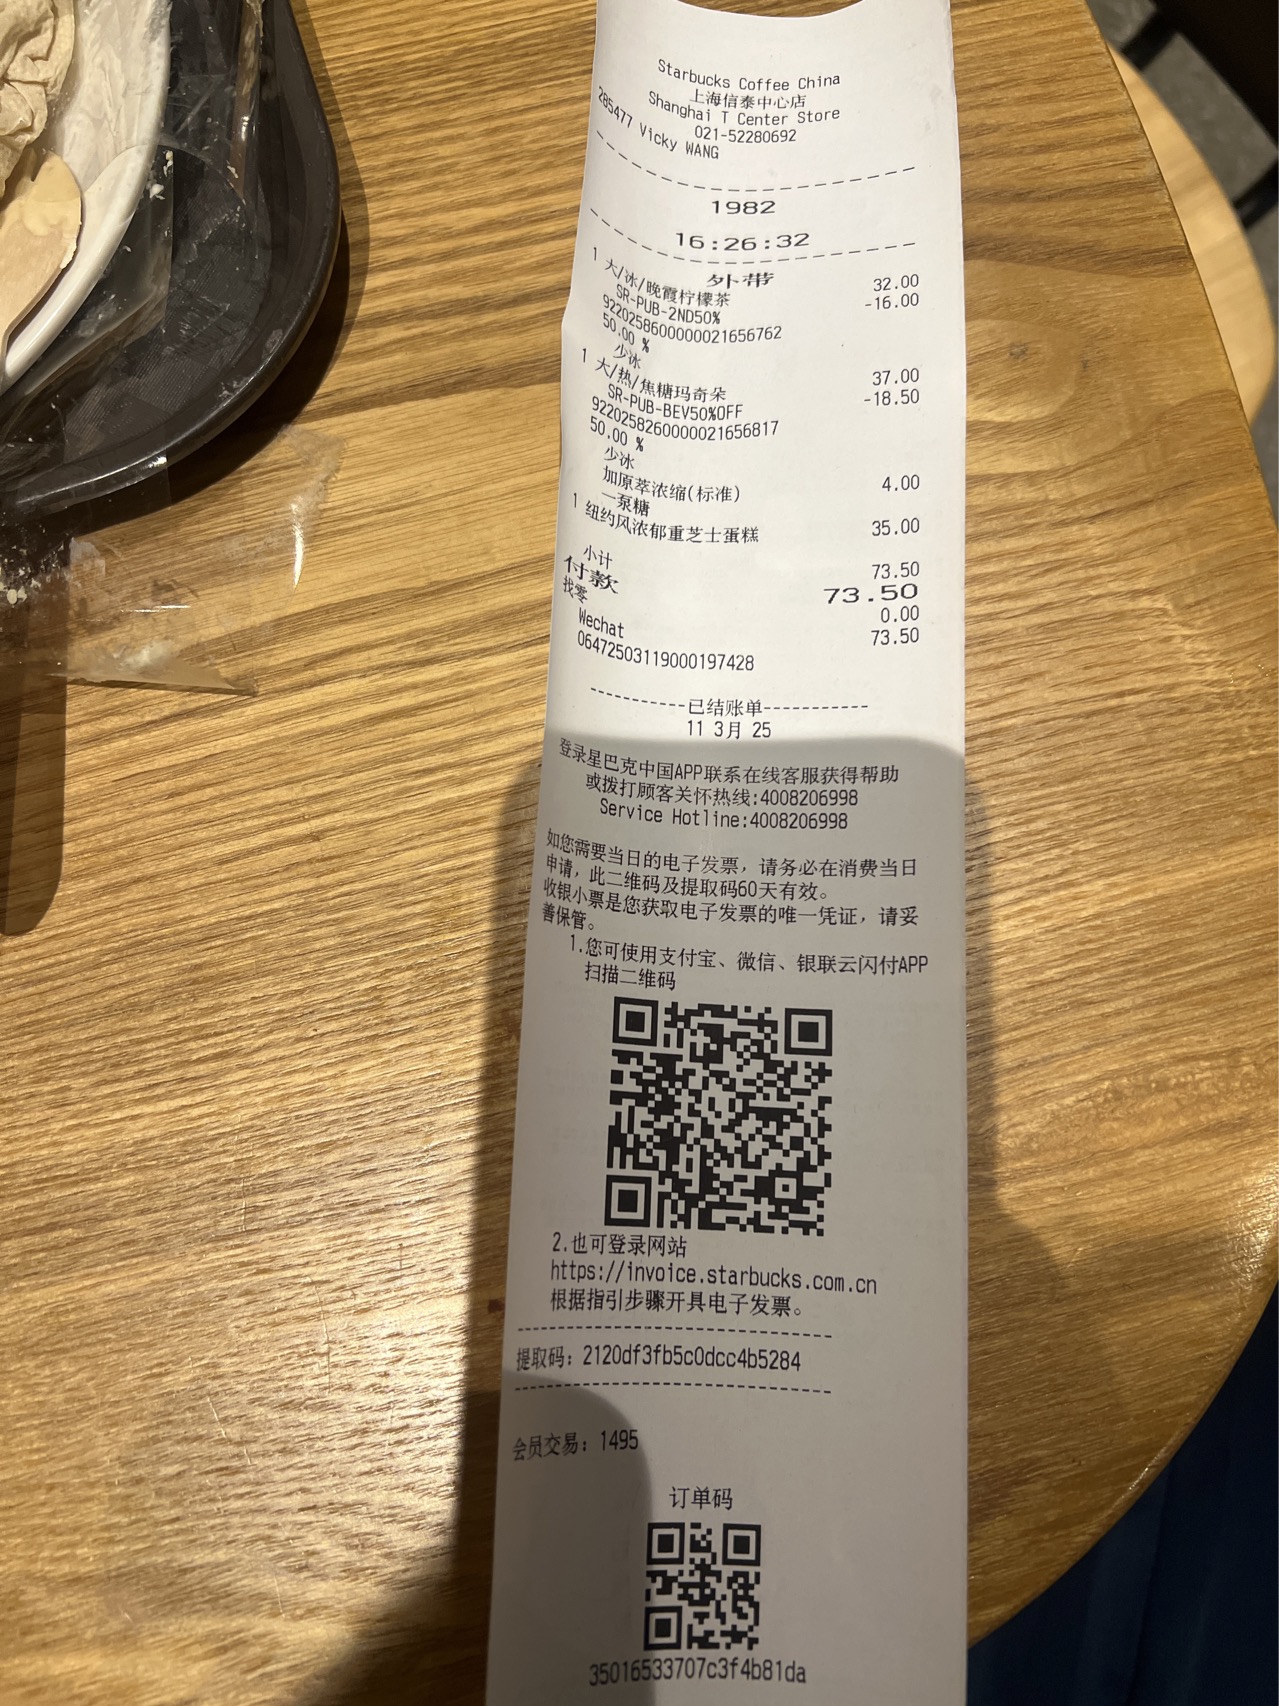 Starbucks Coffee China
上海信泰中心店
Shanghai T Center Store
021-52280692
285477 Vicky WANG
1982
16:26:32
外带
1 大/冰/晚霞柠檬茶 32.00
SR-PUB-2ND50% -16.00
9220258600000021656762
50.00 %
少冰
1 大/热/焦糖玛奇朵 37.00
SR-PUB-BEV50%OFF -18.50
9220258260000021656817
50.00 %
少冰
加原萃浓缩(标准) 4.00
一泵糖
1 纽约风浓郁重芝士蛋糕 35.00
小计 73.50
付款 73.50
找零 0.00
Wechat 73.50
06472503119000197428
-----------已结账单-----------
11 3月 25
登录星巴克中国APP联系在线客服获得帮助
或拨打顾客关怀热线:4008206998
Service Hotline:4008206998
如您需要当日的电子发票，请务必在消费当日
申请，此二维码及提取码60天有效。
收银小票是您获取电子发票的唯一凭证，请妥
善保管。
1.您可使用支付宝、微信、银联云闪付APP
扫描二维码
2.也可登录网站
https://invoice.starbucks.com.cn
根据指引步骤开具电子发票。
提取码：2120df3fb5c0dcc4b5284
会员交易：1495
订单码
35016533707c3f4b81da